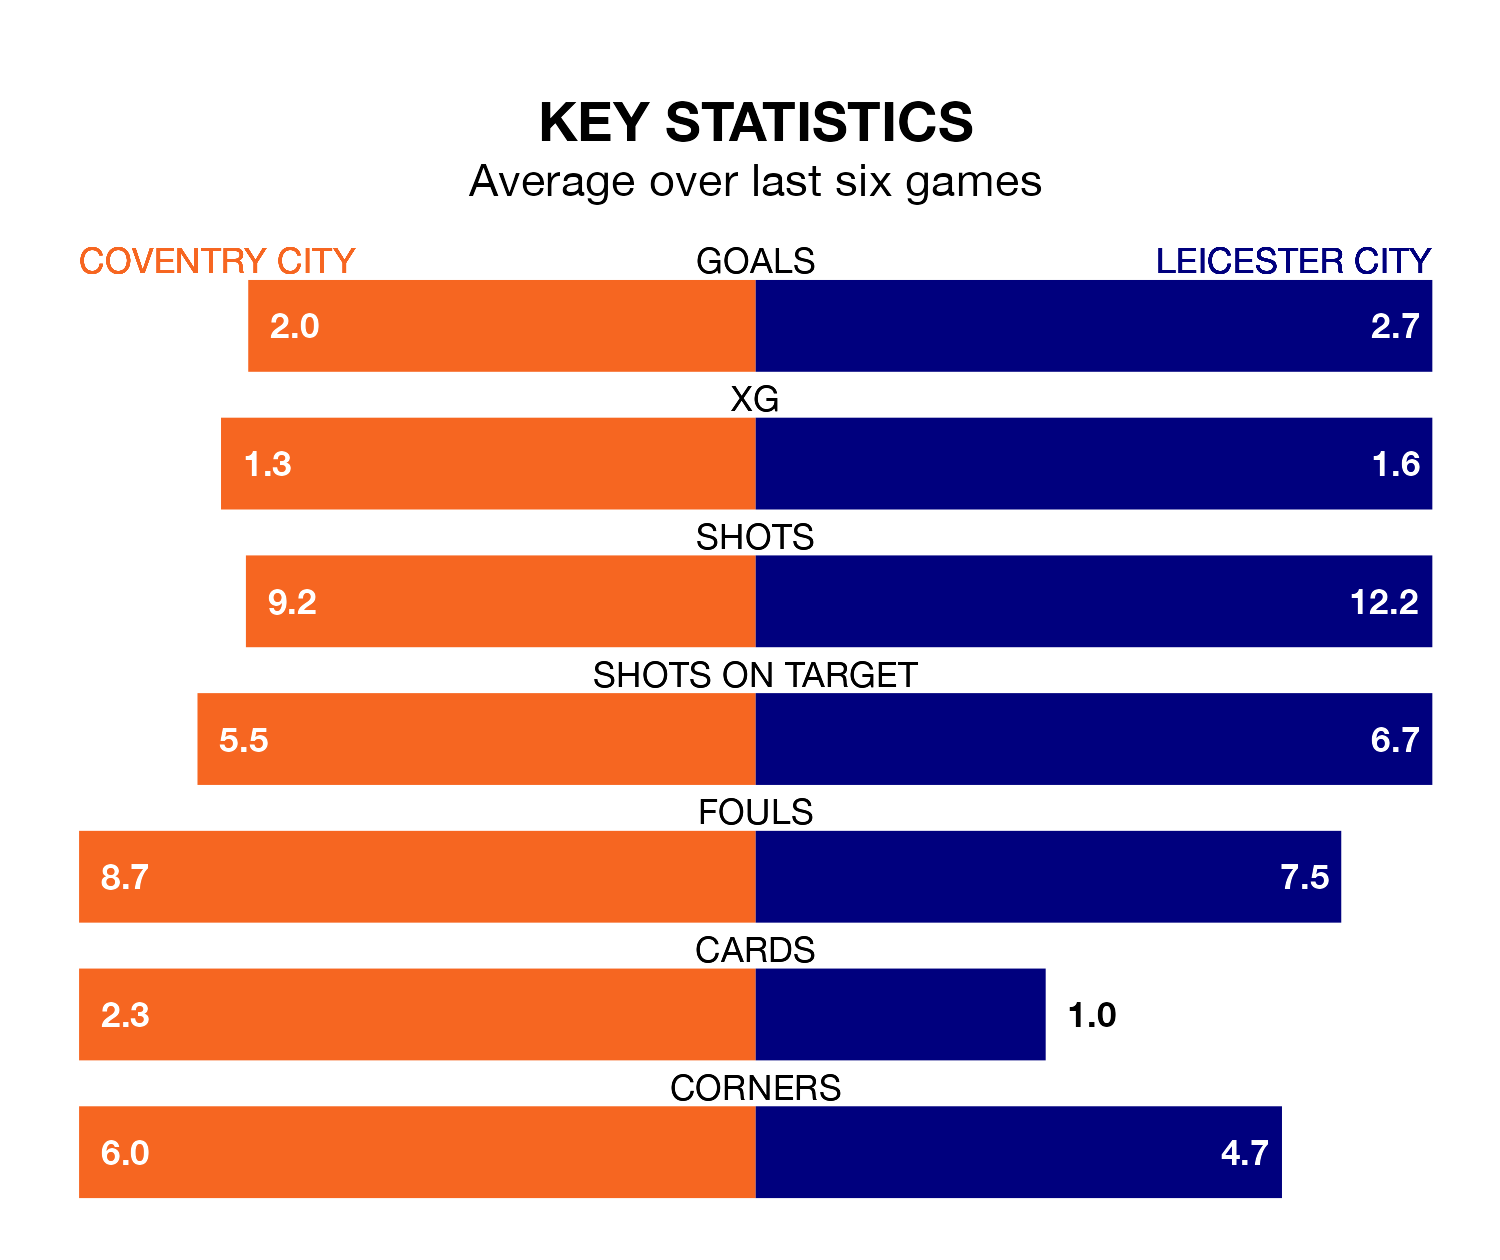 KEY STATISTICS
Average over last six games
COVENTRY CITY GOALS LEICESTER CITY
2.0 2.7
XG
1.3 1.6
SHOTS
9.2 12.2
SHOTS ON TARGET
5.5 6.7
FOULS
8.7 7.5
CARDS
2.3 1.0
CORNERS
6.0 4.7